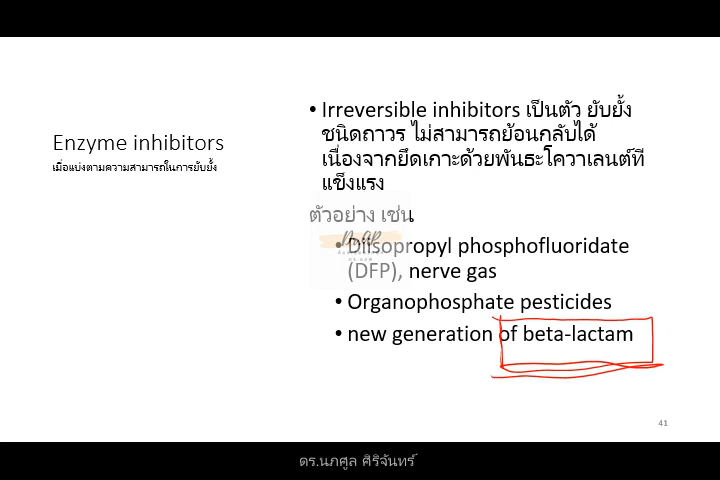 Enzyme inhibitors
เมื่อแบ่งตามความสามารถในการยับยั้ง
• Irreversible inhibitors เป็นตัว ยับยั้ง
ชนิดถาวร ไม่สามารถย้อนกลับได้
เนื่องจากยึดเกาะด้วยพันธะโควาเลนต์ที
แข็งแรง
ตัวอย่าง เช่น
• Diisopropyl phosphofluoridate
(DFP), nerve gas
• Organophosphate pesticides
• new generation of beta-lactam
41
ดร.นภศูล ศิริจันทร์